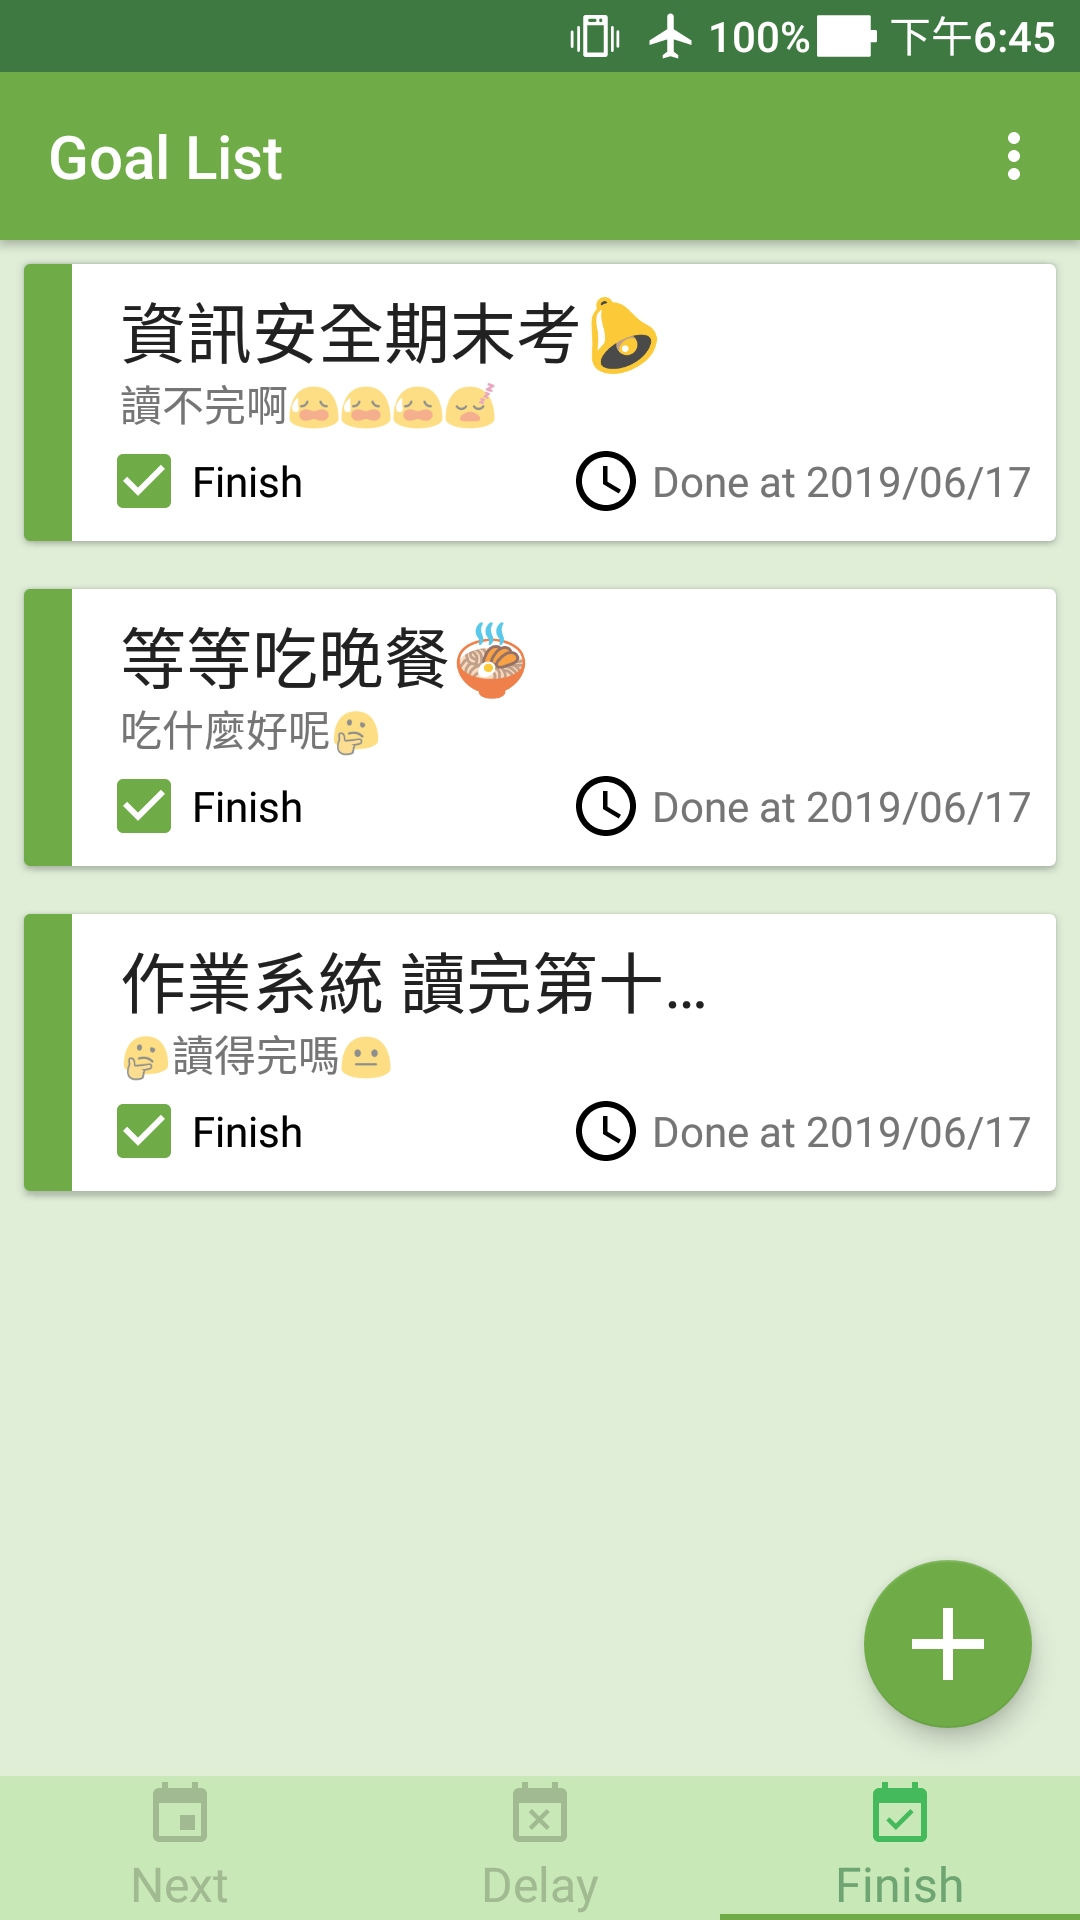 100% 下午6:45
Goal List
資訊安全期末考🔔
讀不完啊😩😩😩😴
Finish Done at 2019/06/17
等等吃晚餐🍜
吃什麼好呢🤔
Finish Done at 2019/06/17
作業系統 讀完第十...
🤔讀得完嗎😐
Finish Done at 2019/06/17
Next Delay Finish